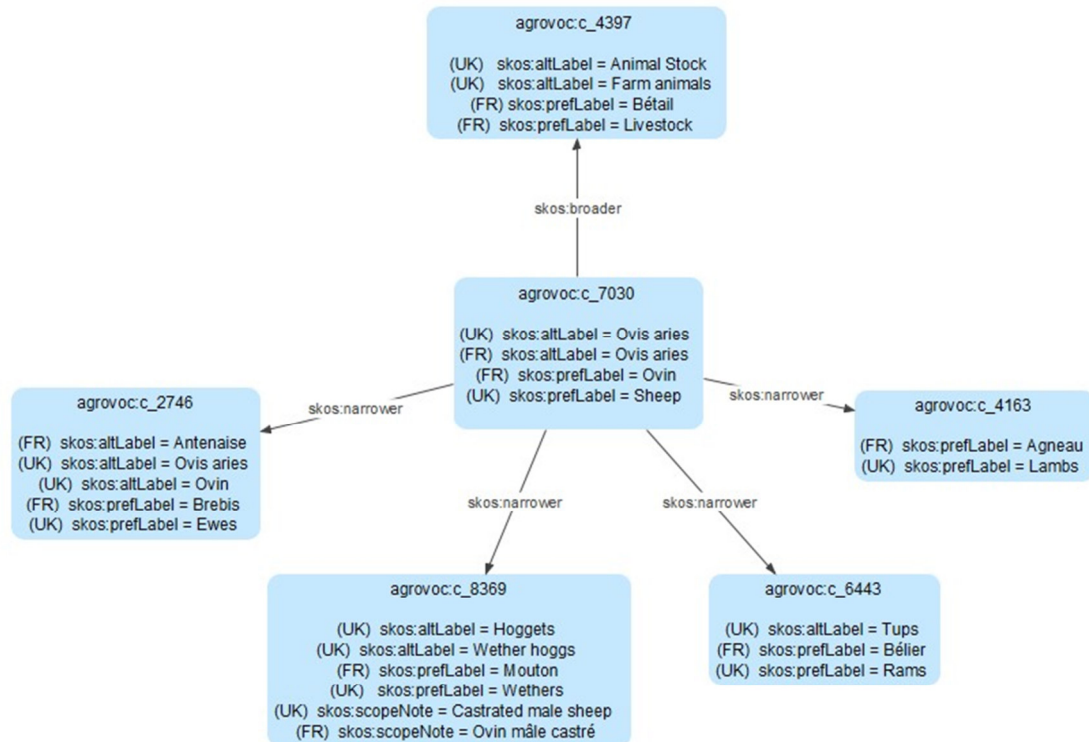 agrovoc:c_4397
(UK) skos:altLabel = Animal Stock
(UK) skos:altLabel = Farm animals
(FR) skos:prefLabel = Bétail
(FR) skos:prefLabel = Livestock
skos:broader
agrovoc:c_7030
(UK) skos:altLabel = Ovis aries
(FR) skos:altLabel = Ovis aries
(FR) skos:prefLabel = Ovin
(UK) skos:prefLabel = Sheep
skos:narrower
skos:narrower
agrovoc:c_2746
(FR) skos:altLabel = Antenaise
(UK) skos:altLabel = Ovis aries
(UK) skos:altLabel = Ovin
(FR) skos:prefLabel = Brebis
(UK) skos:prefLabel = Ewes
agrovoc:c_4163
(FR) skos:prefLabel = Agneau
(UK) skos:prefLabel = Lambs
skos:narrower
skos:narrower
agrovoc:c_8369
(UK) skos:altLabel = Hoggets
(UK) skos:altLabel = Wether hoggs
(FR) skos:prefLabel = Mouton
(UK) skos:prefLabel = Wethers
(UK) skos:scopeNote = Castrated male sheep
(FR) skos:scopeNote = Ovin mâle castré
agrovoc:c_6443
(UK) skos:altLabel = Tups
(FR) skos:prefLabel = Bélier
(UK) skos:prefLabel = Rams